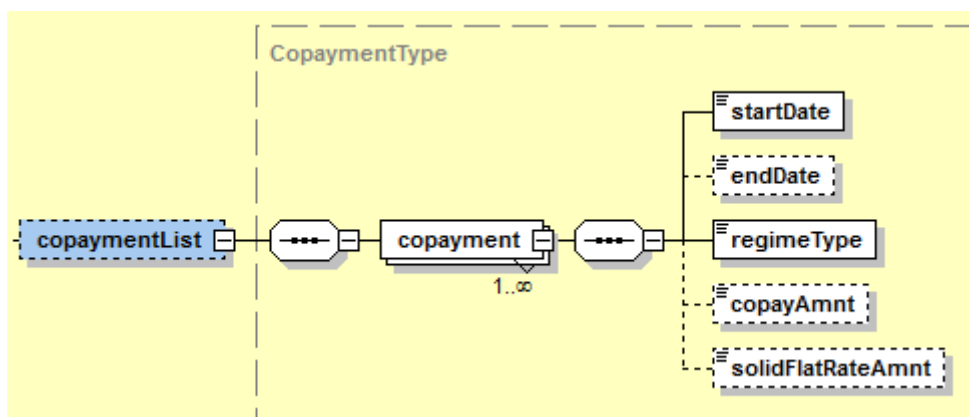 CopaymentType
startDate
endDate
copaymentList
copayment
regimeType
1..∞
copayAmnt
solidFlatRateAmnt